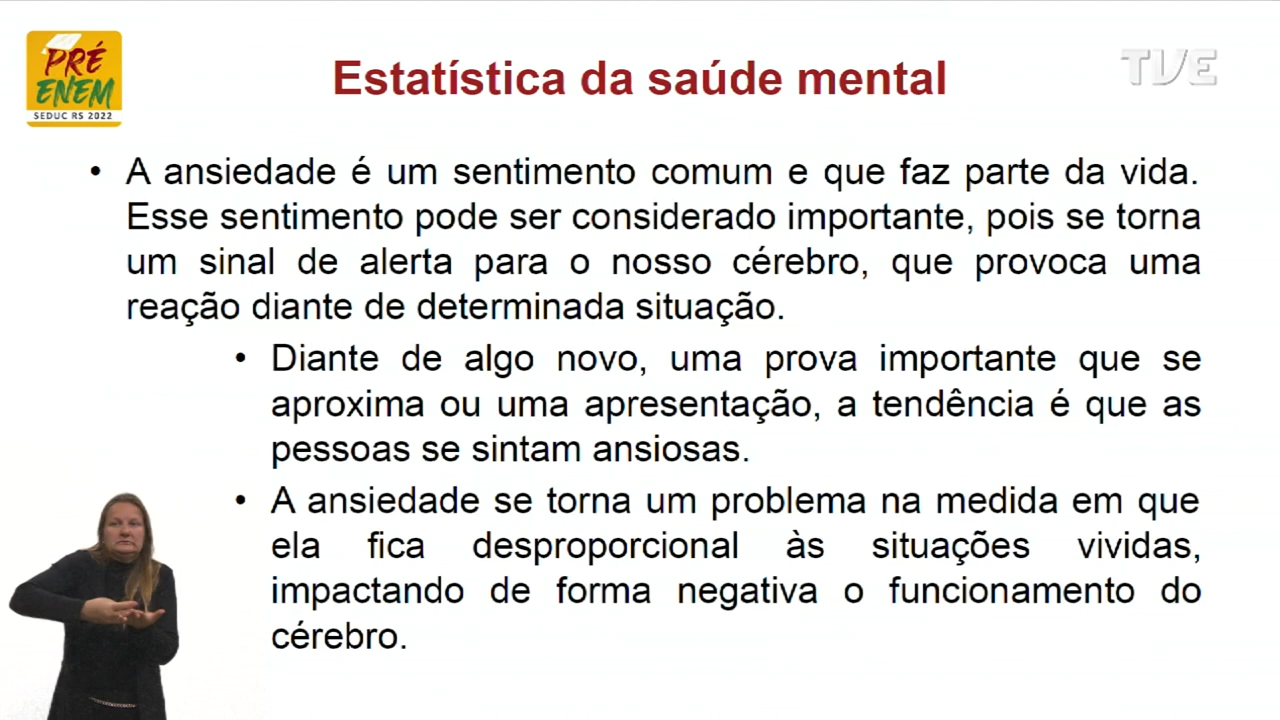 PRÉ
ENEM
SEDUC RS 2022
Estatística da saúde mental
TVE
• A ansiedade é um sentimento comum e que faz parte da vida.
Esse sentimento pode ser considerado importante, pois se torna
um sinal de alerta para o nosso cérebro, que provoca uma
reação diante de determinada situação.
• Diante de algo novo, uma prova importante que se
aproxima ou uma apresentação, a tendência é que as
pessoas se sintam ansiosas.
• A ansiedade se torna um problema na medida em que
ela fica desproporcional às situações vividas,
impactando de forma negativa o funcionamento do
cérebro.